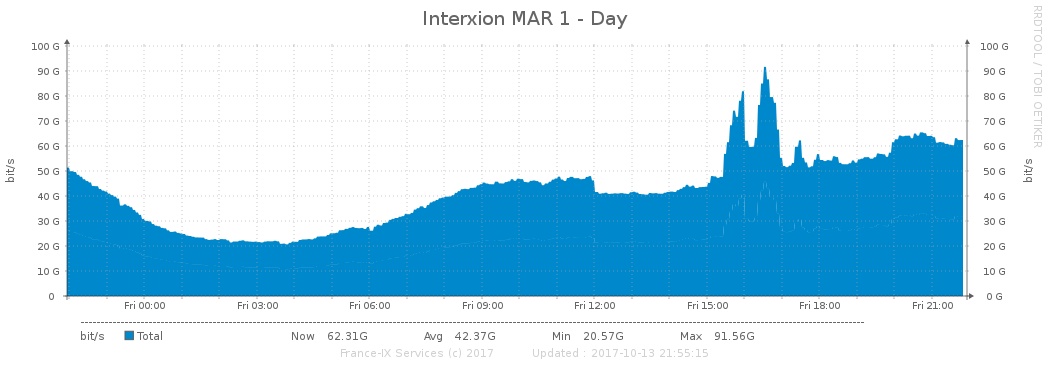 Interxion MAR 1 - Day
RRDTOOL / TOBI OETIKER
100 G 100 G
90 G 90 G
80 G 80 G
70 G 70 G
60 G 60 G
50 G 50 G
40 G 40 G
30 G 30 G
20 G 20 G
10 G 10 G
0 0 G
bit/s bit/s
Fri 00:00 Fri 03:00 Fri 06:00 Fri 09:00 Fri 12:00 Fri 15:00 Fri 18:00 Fri 21:00
bit/s Total Now 62.31G Avg 42.37G Min 20.57G Max 91.56G
France-IX Services (c) 2017 Updated : 2017-10-13 21:55:15